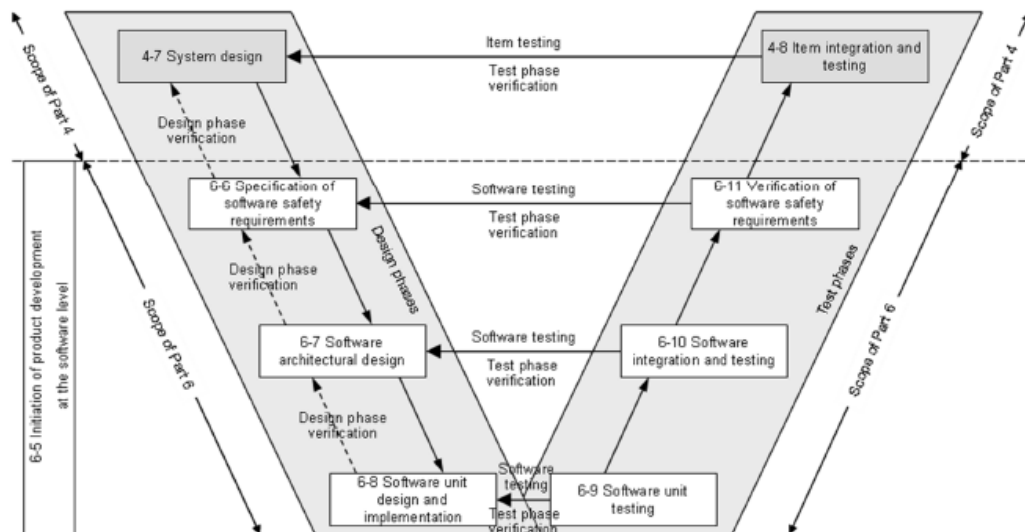 Scope of Part 4
4-7 System design
Item testing
Test phase
verification
4-8 Item integration and
testing
Scope of Part 4
Design phase
verification
6-6 Specification of
software safety
requirements
Software testing
Test phase
verification
6-11 Verification of
software safety
requirements
Design phase
verification
Design phases
Test phases
6-5 Initiation of product development
at the software level
Scope of Part 6
6-7 Software
architectural design
Software testing
Test phase
verification
6-10 Software
integration and testing
Scope of Part 6
Design phase
verification
6-8 Software unit
design and
implementation
Software
testing
Test phase
verification
6-9 Software unit
testing